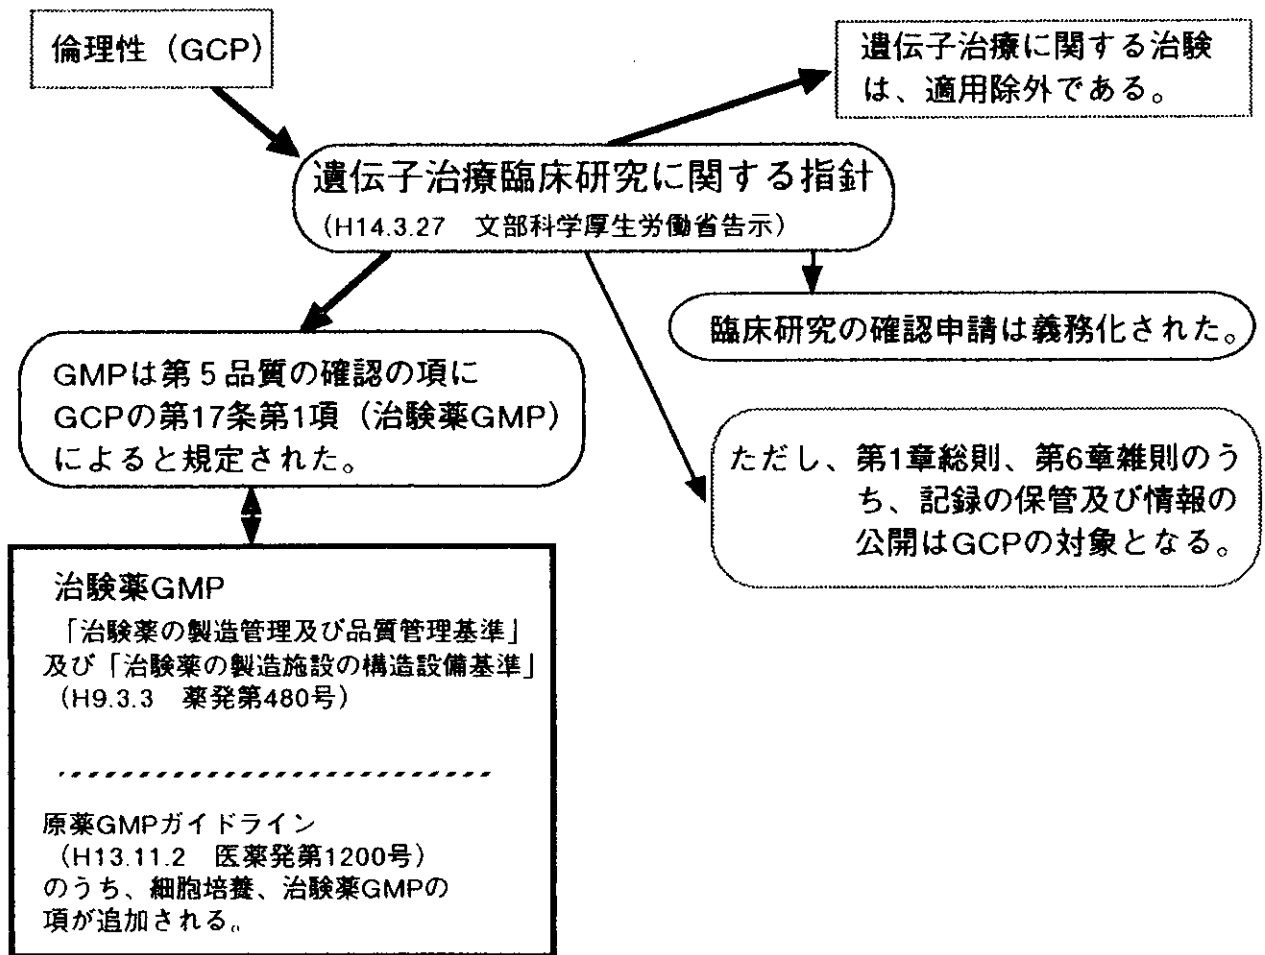 倫理性（GCP）
遺伝子治療に関する治験
は、適用除外である。
遺伝子治療臨床研究に関する指針
（H14.3.27　文部科学厚生労働省告示）
臨床研究の確認申請は義務化された。
GMPは第５品質の確認の項に
GCPの第17条第1項（治験薬GMP）
によると規定された。
ただし、第1章総則、第6章雑則のう
ち、記録の保管及び情報の
公開はGCPの対象となる。
治験薬GMP
「治験薬の製造管理及び品質管理基準」
及び「治験薬の製造施設の構造設備基準」
（H9.3.3　薬発第480号）
原薬GMPガイドライン
（H13.11.2　医薬発第1200号）
のうち、細胞培養、治験薬GMPの
項が追加される。